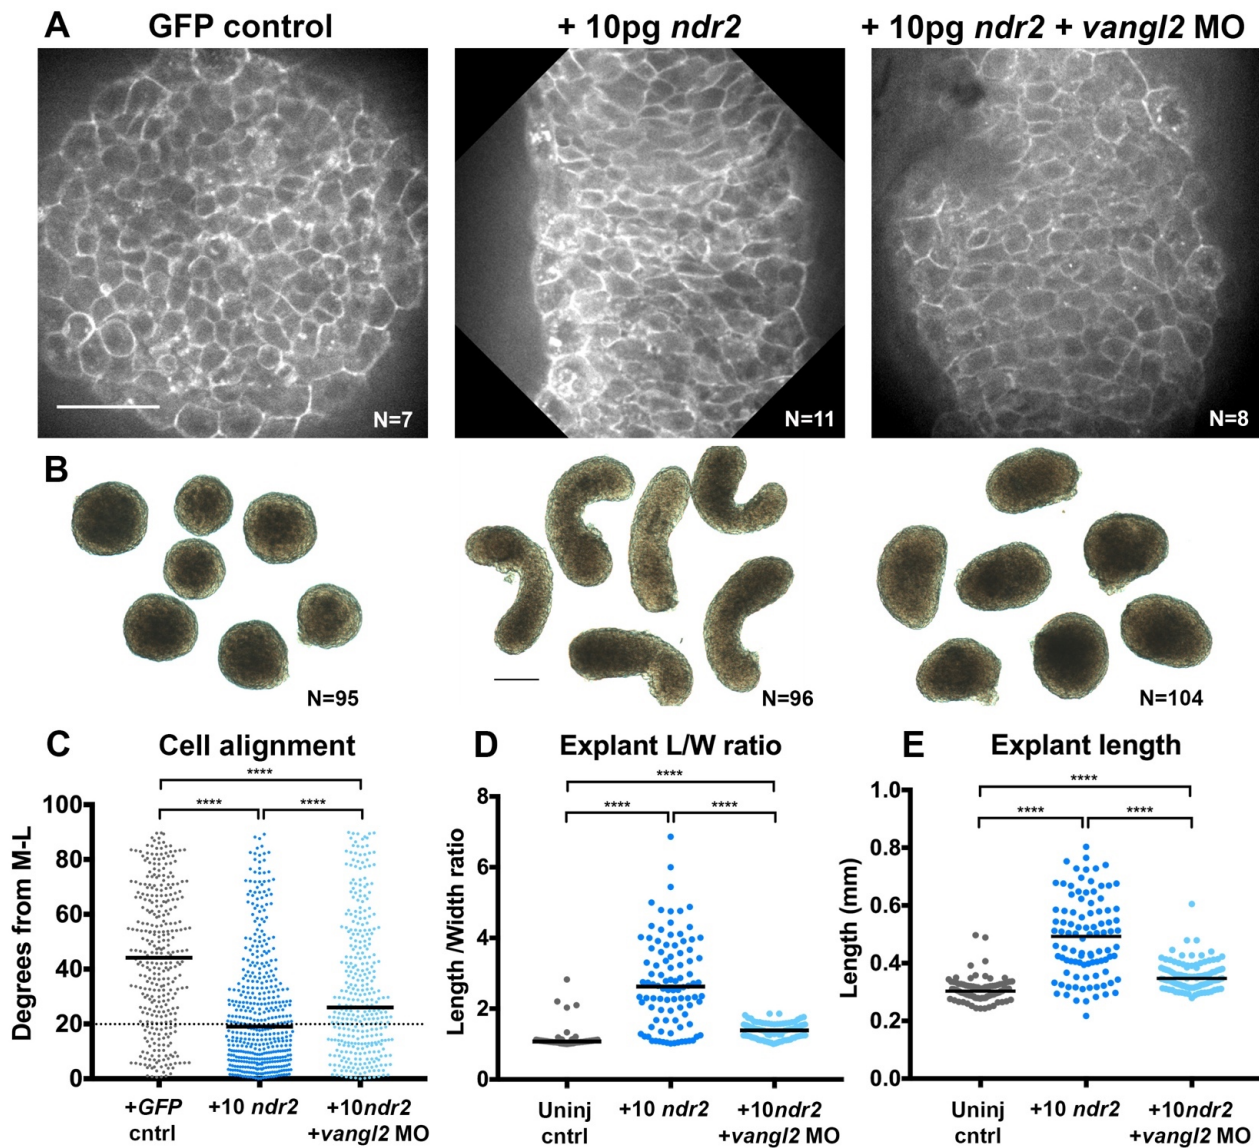 A
GFP control
+ 10pg ndr2
+ 10pg ndr2 + vangl2 MO
N=7
N=11
N=8
B
N=95
N=96
N=104
C
Cell alignment
****
****
****
100
80
60
40
20
0
Degrees from M-L
+GFP
cntrl
+10 ndr2
+10ndr2
+vangl2 MO
D
Explant L/W ratio
****
****
****
8
6
4
2
0
Length /Width ratio
Uninj
cntrl
+10 ndr2
+10ndr2
+vangl2 MO
E
Explant length
****
****
****
1.0
0.8
0.6
0.4
0.2
0.0
Length (mm)
Uninj
cntrl
+10 ndr2
+10ndr2
+vangl2 MO